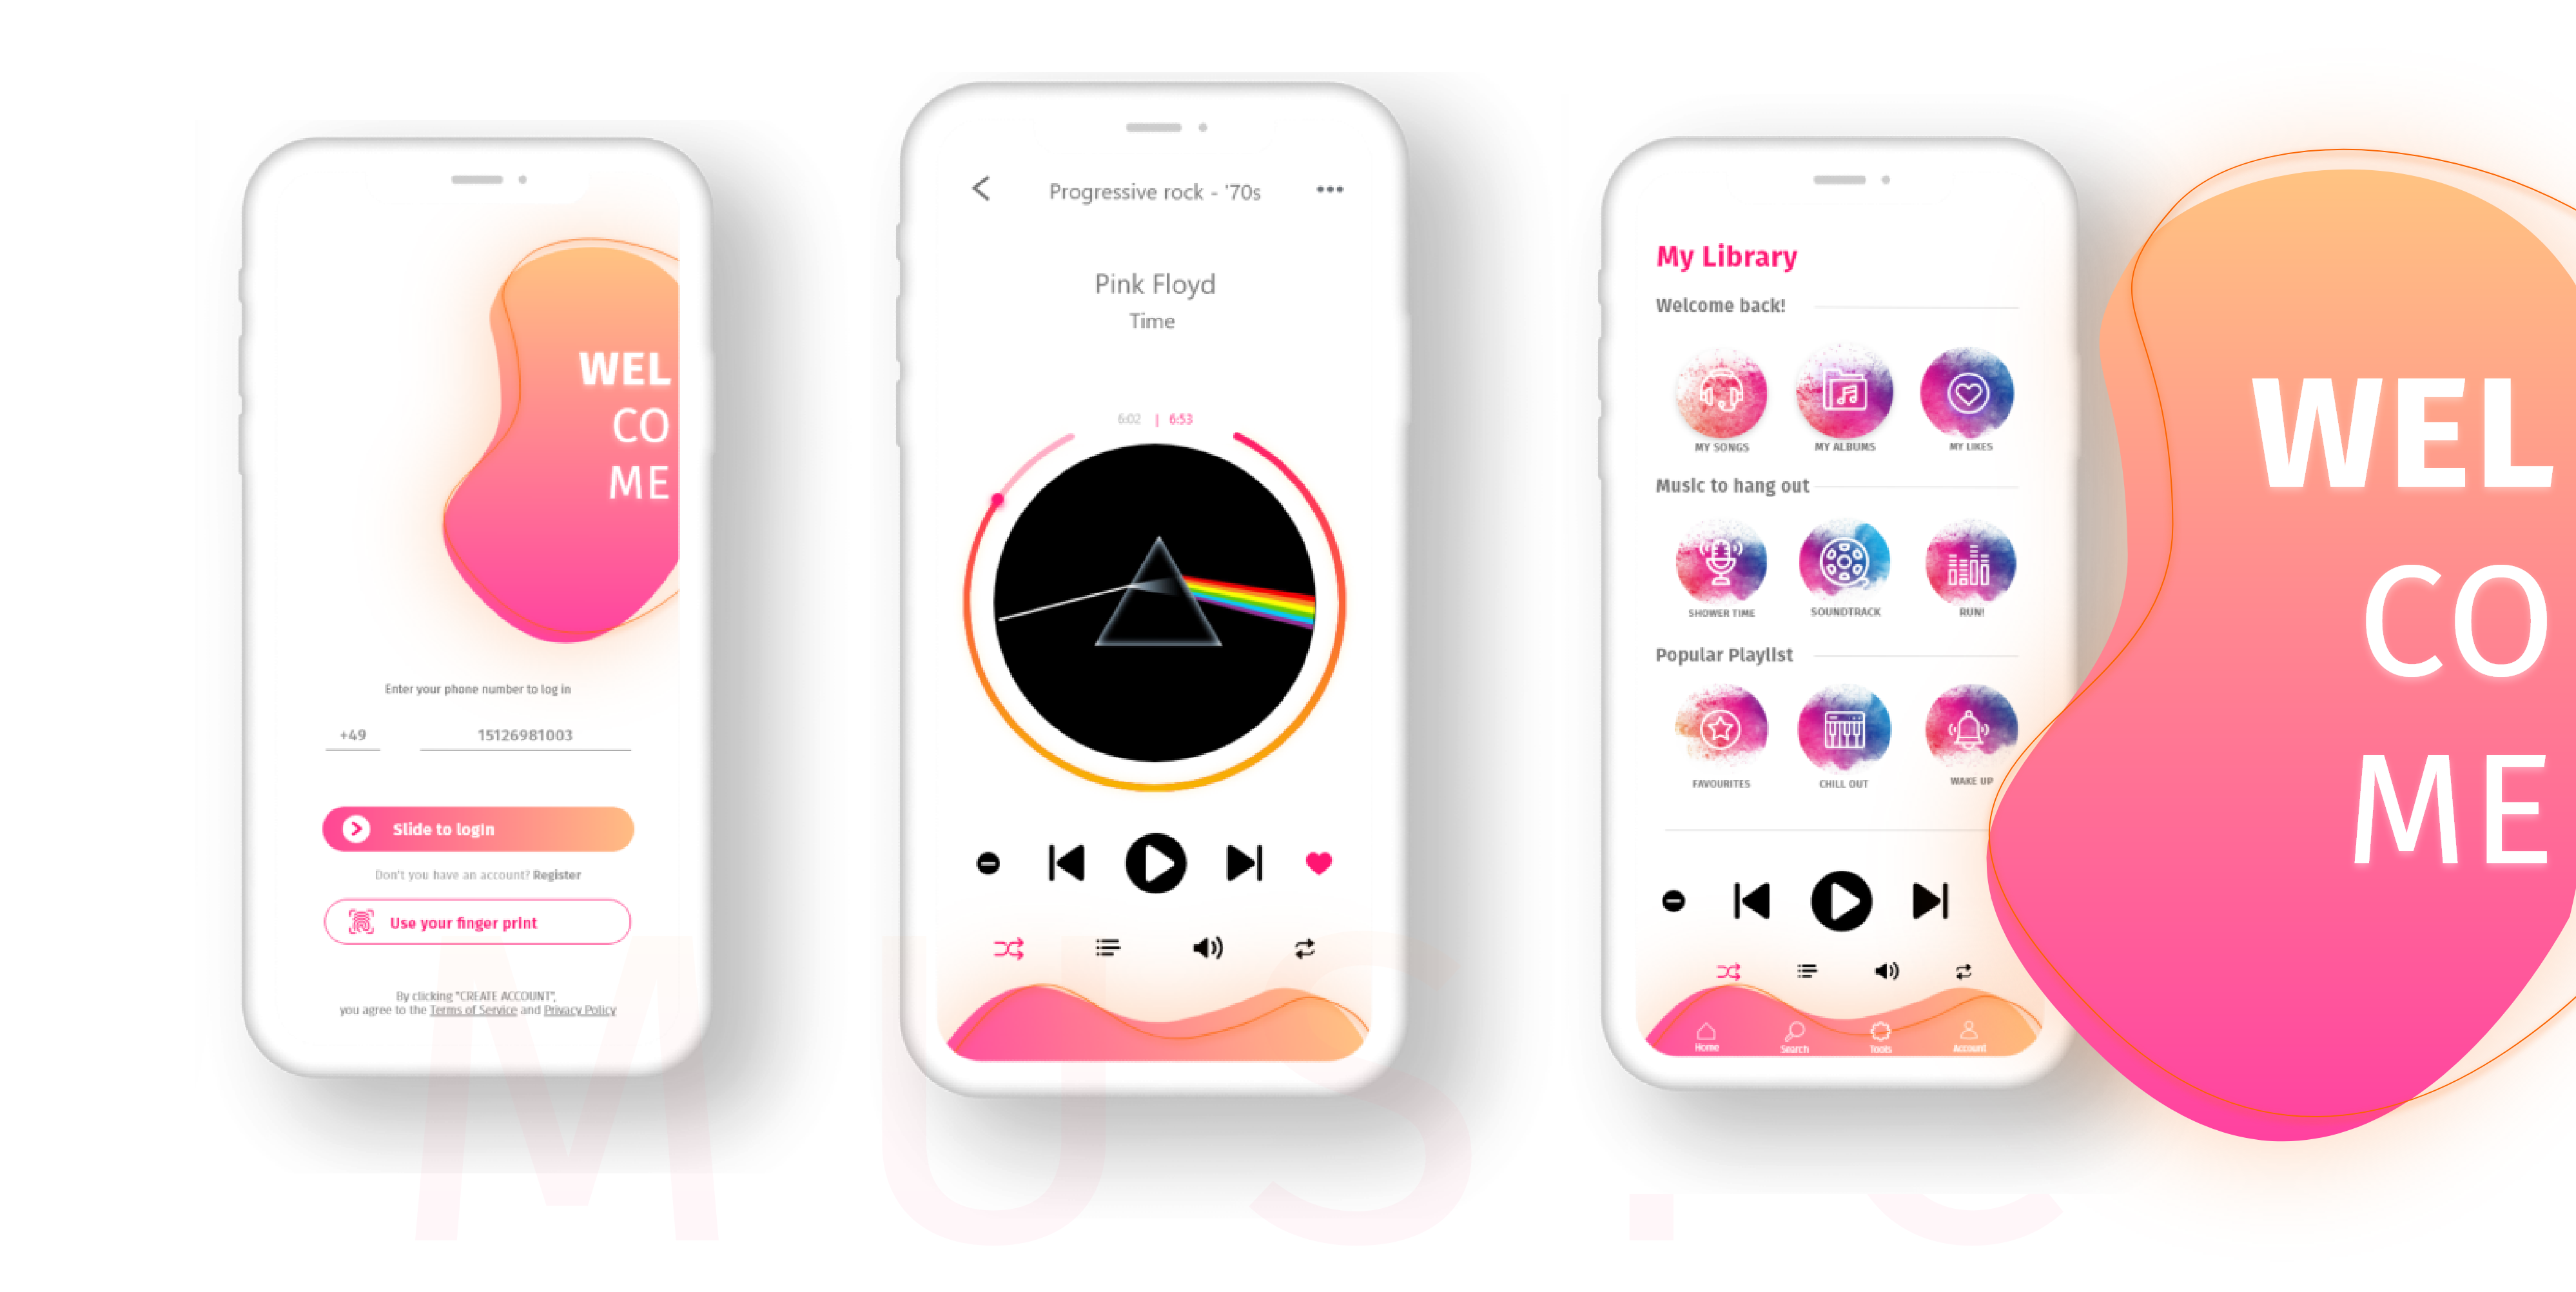 WEL
CO
ME
Enter your phone number to log in
+49 15126981003
Slide to logIn
Don't you have an account? Register
Use your finger print
By clicking "CREATE ACCOUNT",
you agree to the Terms of Service and Privacy Policy
Progressive rock - '70s
Pink Floyd
Time
6:02 | 6:53
My Library
Welcome back!
MY SONGS MY ALBUMS MY LIKES
Music to hang out
SHOWER TIME SOUNDTRACK RUN!
Popular Playlist
FAVOURITES CHILL OUT WAKE UP
Home Search Tools Account
WEL
CO
ME